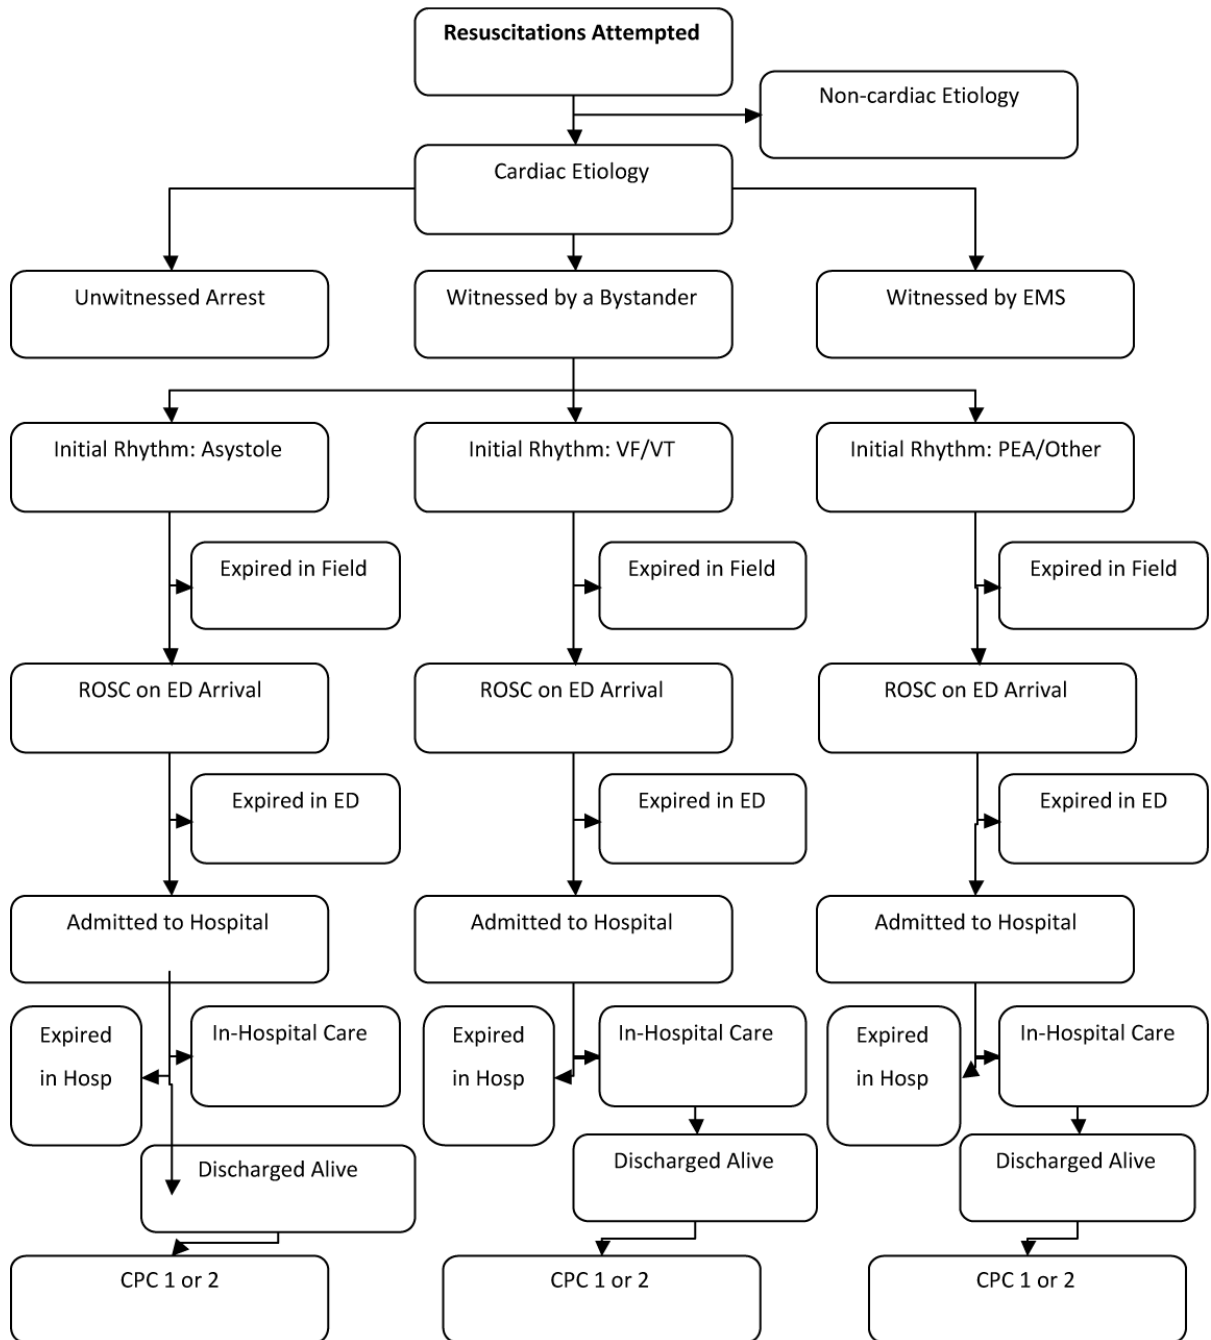 Resuscitations Attempted
Non-cardiac Etiology
Cardiac Etiology
Unwitnessed Arrest
Witnessed by a Bystander
Witnessed by EMS
Initial Rhythm: Asystole
Initial Rhythm: VF/VT
Initial Rhythm: PEA/Other
Expired in Field
Expired in Field
Expired in Field
ROSC on ED Arrival
ROSC on ED Arrival
ROSC on ED Arrival
Expired in ED
Expired in ED
Expired in ED
Admitted to Hospital
Admitted to Hospital
Admitted to Hospital
Expired
in Hosp
In-Hospital Care
Expired
in Hosp
In-Hospital Care
Expired
in Hosp
In-Hospital Care
Discharged Alive
Discharged Alive
Discharged Alive
CPC 1 or 2
CPC 1 or 2
CPC 1 or 2